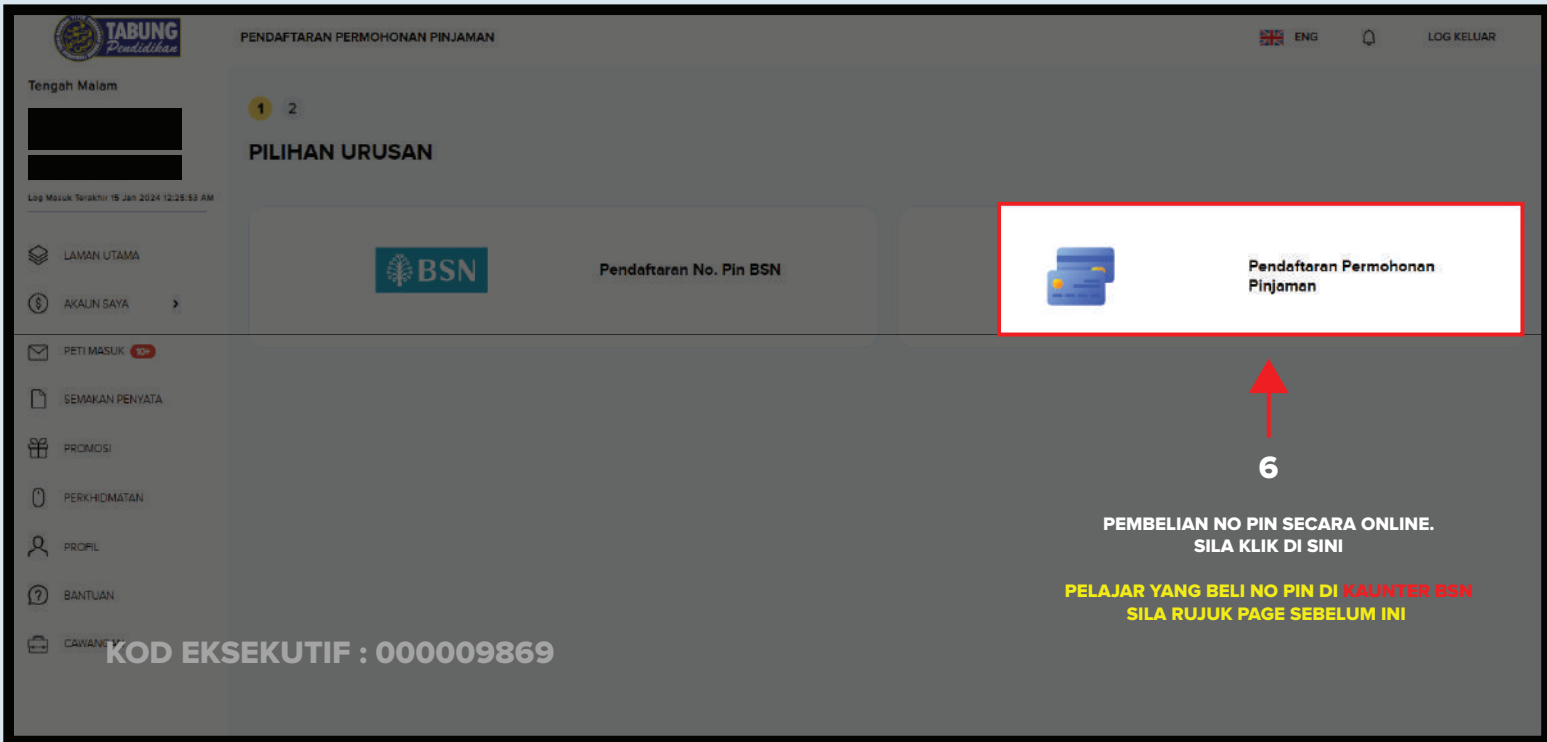 TABUNG
Pendidikan
PENDAFTARAN PERMOHONAN PINJAMAN
ENG
LOG KELUAR
Tengah Malam
Log Masuk Terakhir 15 Jan 2024 12:25:53 AM
1 2
PILIHAN URUSAN
BSN
Pendaftaran No. Pin BSN
Pendaftaran Permohonan
Pinjaman
LAMAN UTAMA
AKAUN SAYA
PETI MASUK 10+
SEMAKAN PENYATA
PROMOSI
PERKHIDMATAN
PROFIL
BANTUAN
6
PEMBELIAN NO PIN SECARA ONLINE.
SILA KLIK DI SINI
PELAJAR YANG BELI NO PIN DI KAUNTER BSN
SILA RUJUK PAGE SEBELUM INI
KOD EKSEKUTIF : 000009869